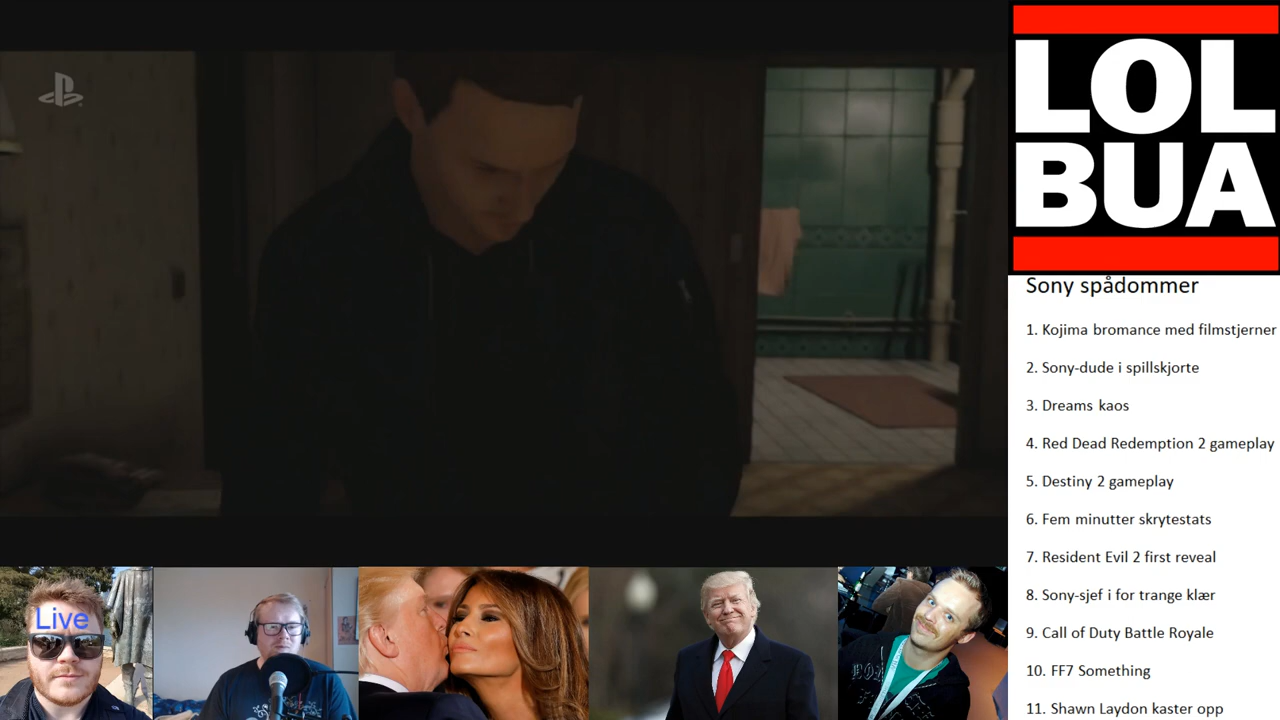 LOL
BUA
Sony spådommer
1. Kojima bromance med filmstjerner
2. Sony-dude i spillskjorte
3. Dreams kaos
4. Red Dead Redemption 2 gameplay
5. Destiny 2 gameplay
6. Fem minutter skrytestats
7. Resident Evil 2 first reveal
8. Sony-sjef i for trange klær
9. Call of Duty Battle Royale
10. FF7 Something
11. Shawn Laydon kaster opp
Live